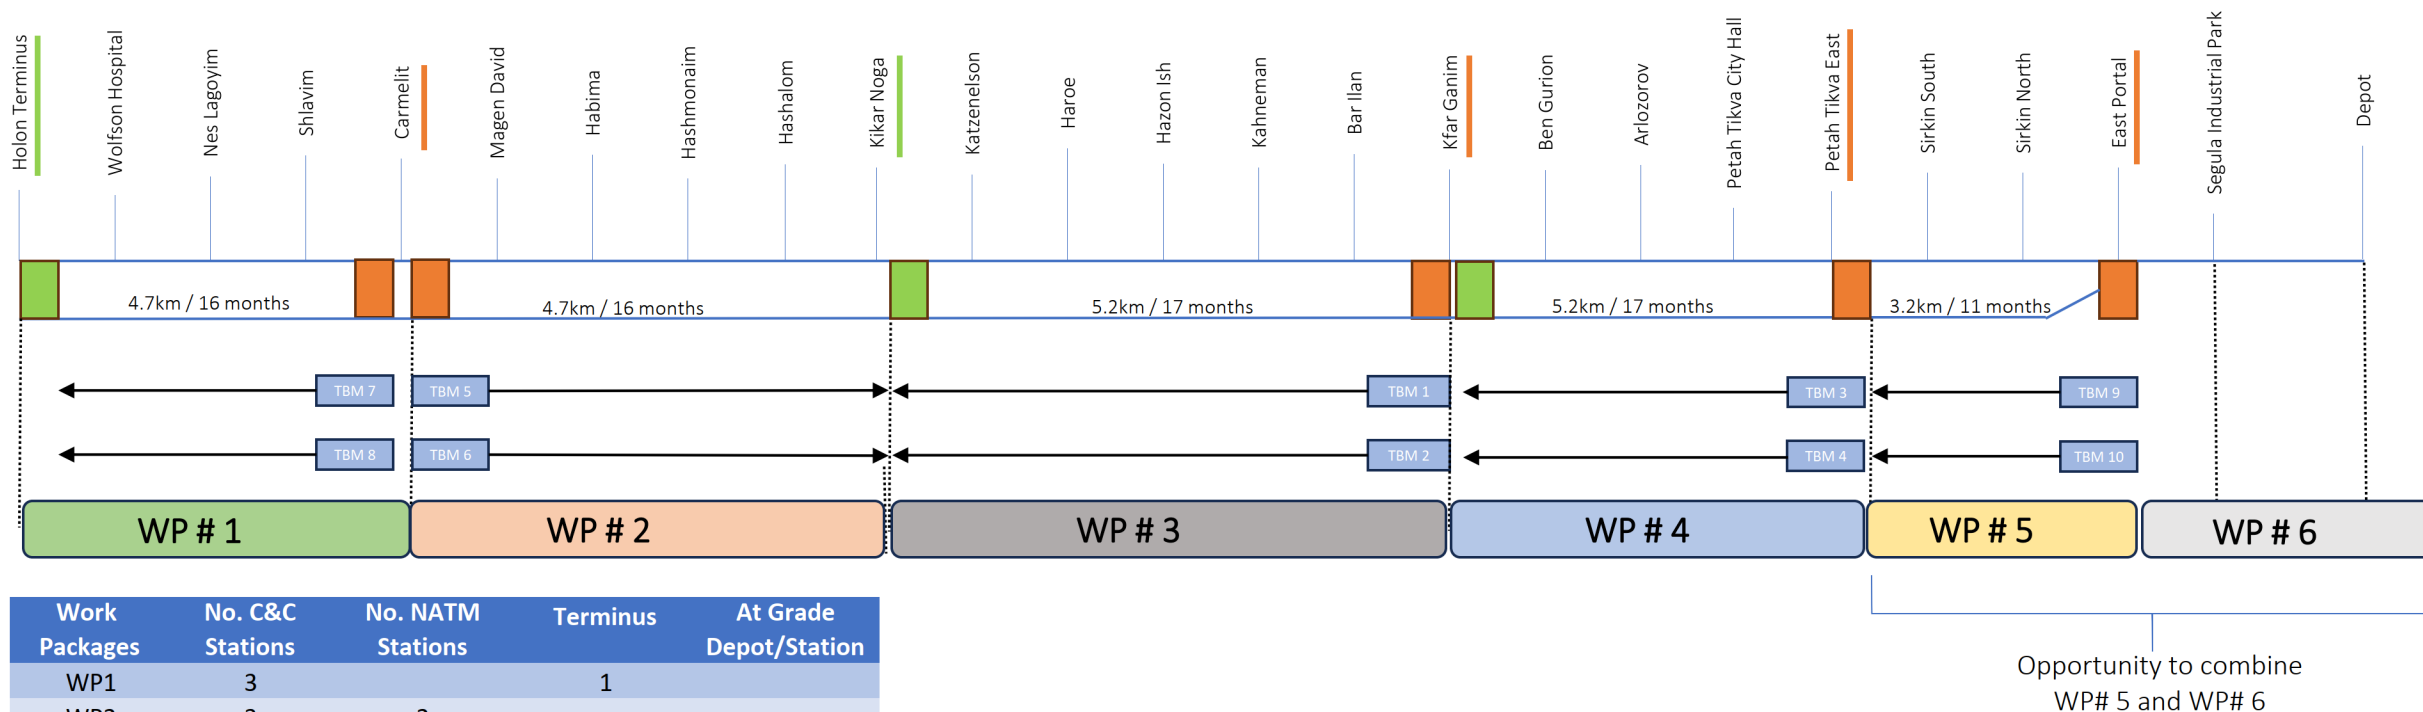 Holon Terminus
Wolfson Hospital
Nes Lagoyim
Shlavim
Carmelit
Magen David
Habima
Hashmonaim
Hashalom
Kikar Noga
Katzenelson
Haroe
Hazon Ish
Kahneman
Bar Ilan
Kfar Ganim
Ben Gurion
Arlozorov
Petah Tikva City Hall
Petah Tikva East
Sirkin South
Sirkin North
East Portal
Segula Industrial Park
Depot
4.7km / 16 months
4.7km / 16 months
5.2km / 17 months
5.2km / 17 months
3.2km / 11 months
TBM 7
TBM 5
TBM 1
TBM 3
TBM 9
TBM 8
TBM 6
TBM 2
TBM 4
TBM 10
WP # 1
WP # 2
WP # 3
WP # 4
WP # 5
WP # 6
Work Packages
No. C&C Stations
No. NATM Stations
Terminus
At Grade Depot/Station
WP1 3 1
Opportunity to combine
WP# 5 and WP# 6